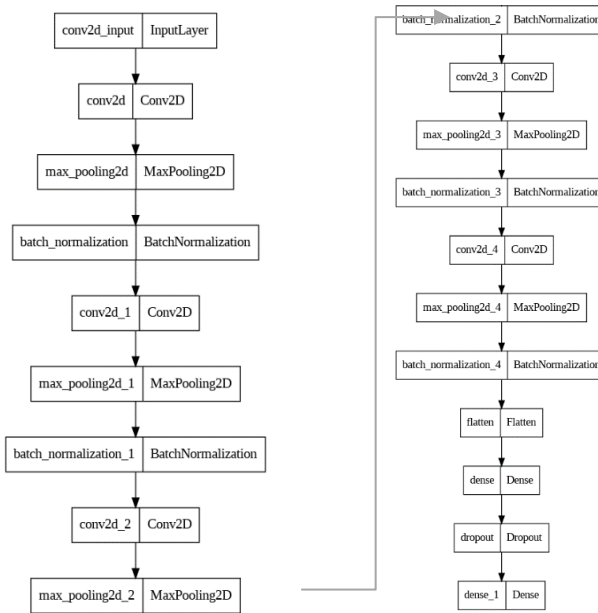 conv2d_input InputLayer
conv2d Conv2D
max_pooling2d MaxPooling2D
batch_normalization BatchNormalization
conv2d_1 Conv2D
max_pooling2d_1 MaxPooling2D
batch_normalization_1 BatchNormalization
conv2d_2 Conv2D
max_pooling2d_2 MaxPooling2D
batch_normalization_2 BatchNormalization
conv2d_3 Conv2D
max_pooling2d_3 MaxPooling2D
batch_normalization_3 BatchNormalization
conv2d_4 Conv2D
max_pooling2d_4 MaxPooling2D
batch_normalization_4 BatchNormalization
flatten Flatten
dense Dense
dropout Dropout
dense_1 Dense